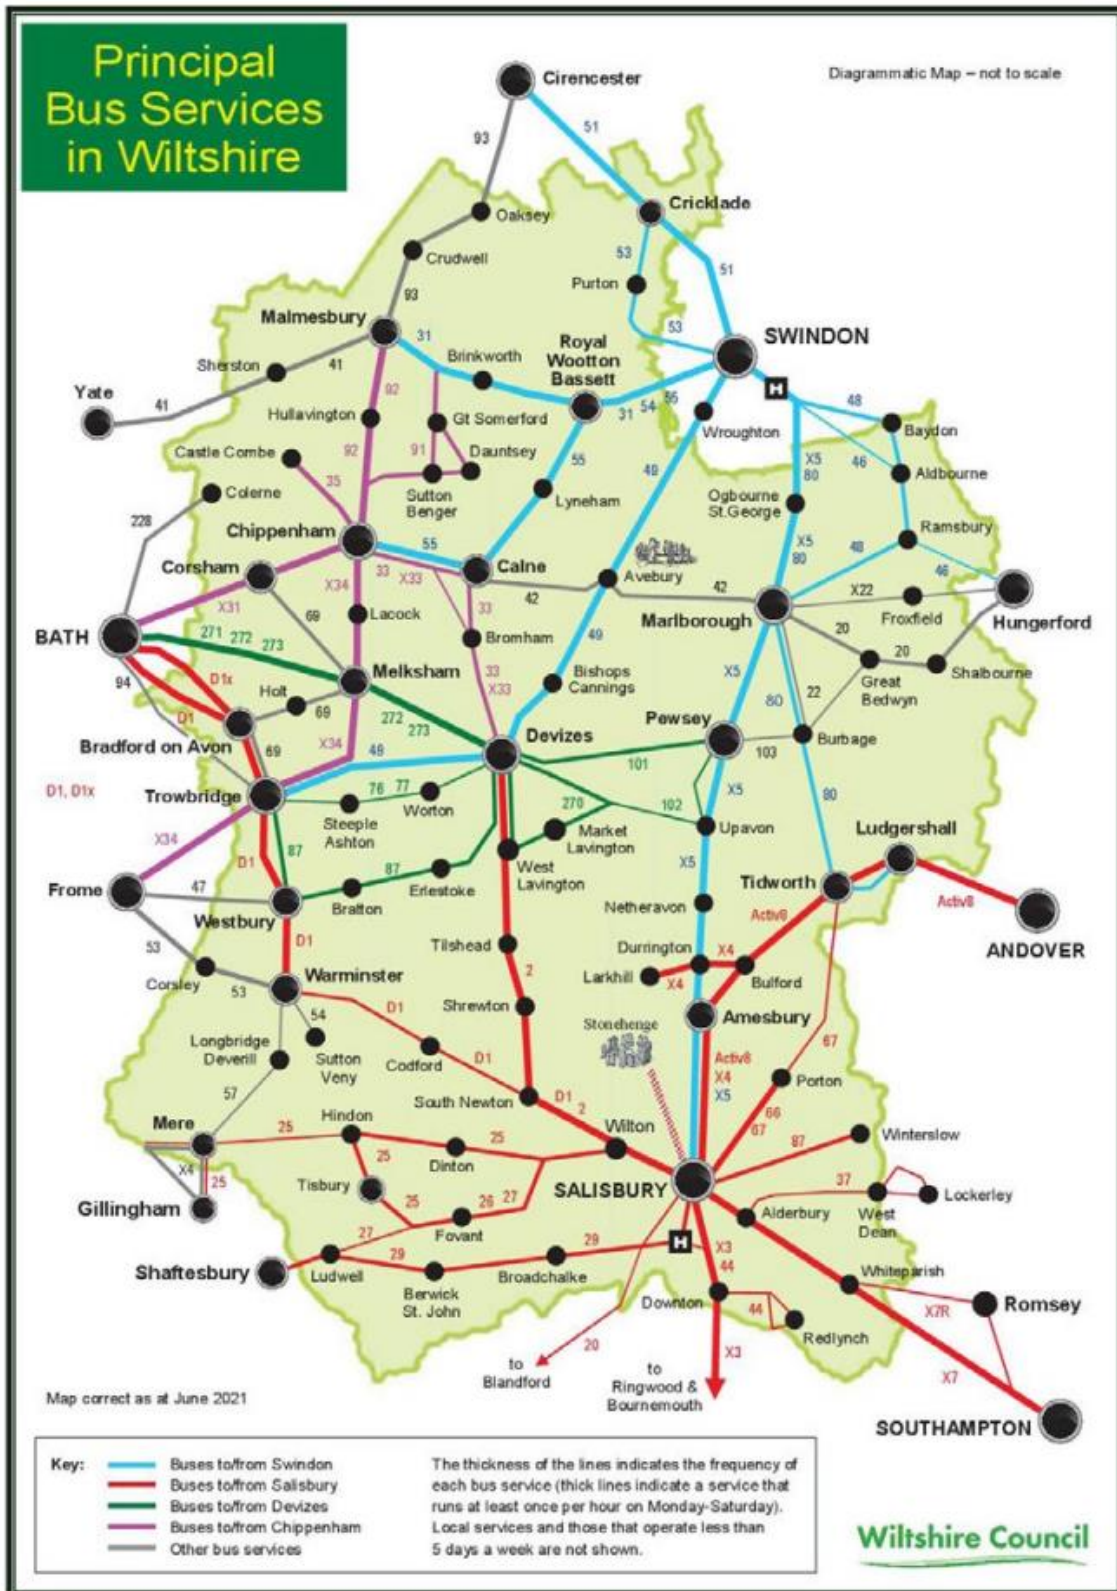 Principal
Bus Services
in Wiltshire
Diagrammatic Map – not to scale
Cirencester
51
93
Cricklade
Oaksey
53
51
Crudwell
Purton
93
Malmesbury
53
SWINDON
31
Royal
Wootton
Bassett
Brinkworth
Sherston
41
H
Yate
41
92
Hullavington
Gt Somerford
31
54
55
48
Wroughton
Baydon
Castle Combe
92
91
Dauntsey
X5
80
46
Aldbourne
35
55
49
Colerne
Sutton
Benger
Lyneham
Ogbourne
St.George
228
Chippenham
X5
80
Ramsbury
55
48
Corsham
33
X33
Calne
Avebury
46
X34
42
42
X22
X31
69
Lacock
33
Marlborough
Froxfield
Hungerford
BATH
271
272
273
Bromham
49
20
20
Shalbourne
Melksham
33
X33
Bishops
Cannings
X5
22
Great
Bedwyn
94
D1x
Holt
80
D1
69
272
273
Pewsey
Bradford on Avon
69
X34
49
Devizes
103
Burbage
101
D1, D1x
Trowbridge
76
77
X5
80
270
102
Steeple
Ashton
Worton
Market
Lavington
Upavon
Ludgershall
X34
D1
87
87
West
Lavington
X5
Frome
47
Erlestoke
Tidworth
Bratton
Netheravon
Activ8
Activ8
Westbury
53
D1
Tilshead
Durrington
X4
ANDOVER
Corsley
Warminster
2
Larkhill
X4
Bulford
53
D1
Shrewton
Amesbury
54
Stonehenge
Longbridge
Deverill
Sutton
Veny
Codford
D1
Activ8
X4
X5
67
57
South Newton
D1
2
Porton
Mere
Hindon
Wilton
66
67
25
25
Winterslow
87
X4
25
25
Dinton
Tisbury
SALISBURY
37
Lockerley
Gillingham
25
26
27
Alderbury
West
Dean
27
Fovant
29
H
X3
Shaftesbury
29
Whiteparish
Ludwell
44
Berwick
St. John
Broadchalke
Downton
Romsey
44
X7R
Redlynch
20
X3
to
Blandford
to
Ringwood &
Bournemouth
X7
Map correct as at June 2021
SOUTHAMPTON
Key:
Buses to/from Swindon
Buses to/from Salisbury
Buses to/from Devizes
Buses to/from Chippenham
Other bus services
The thickness of the lines indicates the frequency of
each bus service (thick lines indicate a service that
runs at least once per hour on Monday-Saturday).
Local services and those that operate less than
5 days a week are not shown.
Wiltshire Council